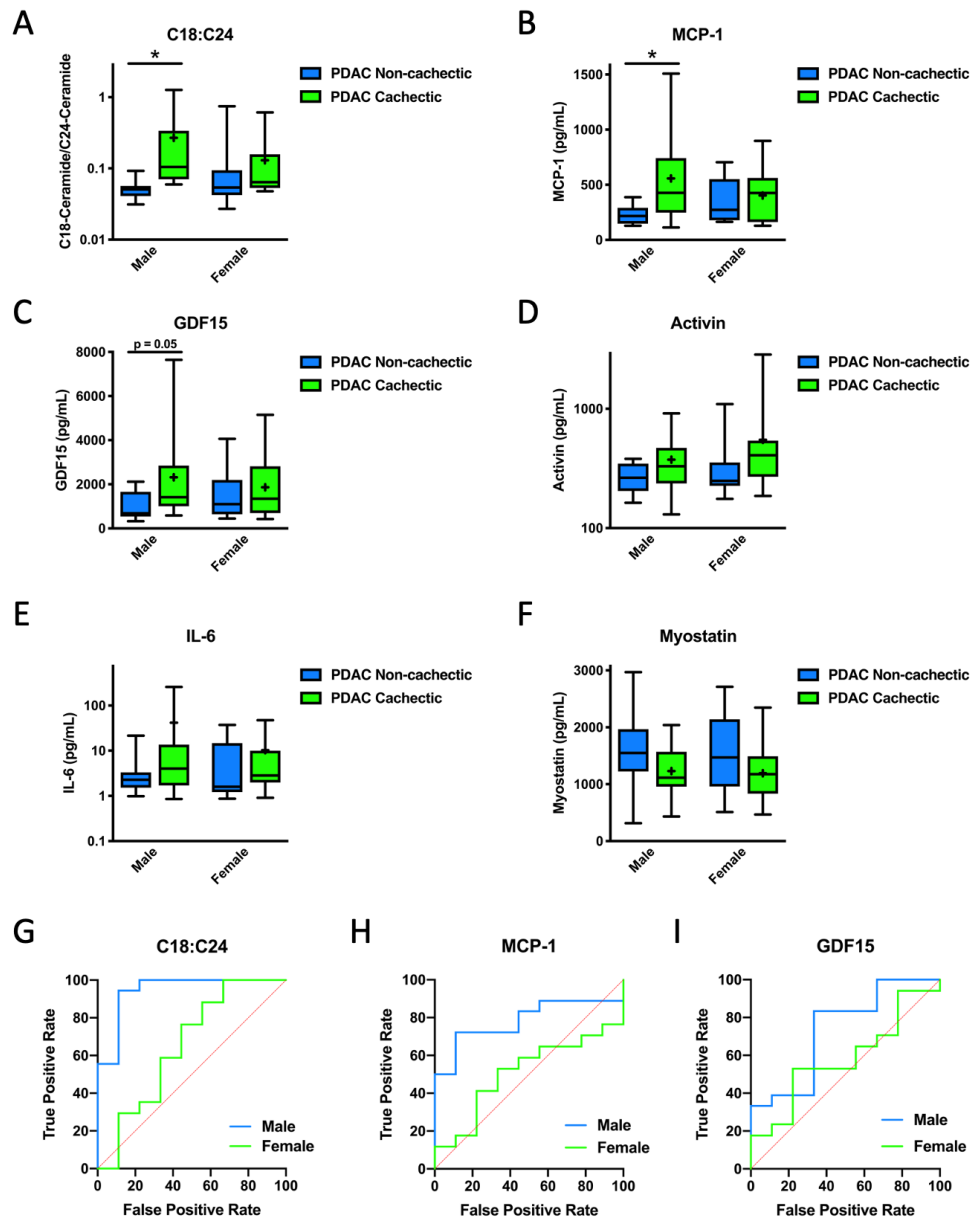 A
C18:C24
C18-Ceramide/C24-Ceramide
1
0.1
0.01
*
Male
Female
PDAC Non-cachectic
PDAC Cachectic
B
MCP-1
MCP-1 (pg/mL)
1500
1000
500
0
*
Male
Female
PDAC Non-cachectic
PDAC Cachectic
C
GDF15
GDF15 (pg/mL)
8000
6000
4000
2000
0
p = 0.05
Male
Female
PDAC Non-cachectic
PDAC Cachectic
D
Activin
Activin (pg/mL)
1000
100
Male
Female
PDAC Non-cachectic
PDAC Cachectic
E
IL-6
IL-6 (pg/mL)
100
10
1
0.1
Male
Female
PDAC Non-cachectic
PDAC Cachectic
F
Myostatin
Myostatin (pg/mL)
3000
2000
1000
0
Male
Female
PDAC Non-cachectic
PDAC Cachectic
G
C18:C24
True Positive Rate
100
80
60
40
20
0
Male
Female
0 20 40 60 80 100
False Positive Rate
H
MCP-1
True Positive Rate
100
80
60
40
20
0
Male
Female
0 20 40 60 80 100
False Positive Rate
I
GDF15
True Positive Rate
100
80
60
40
20
0
Male
Female
0 20 40 60 80 100
False Positive Rate